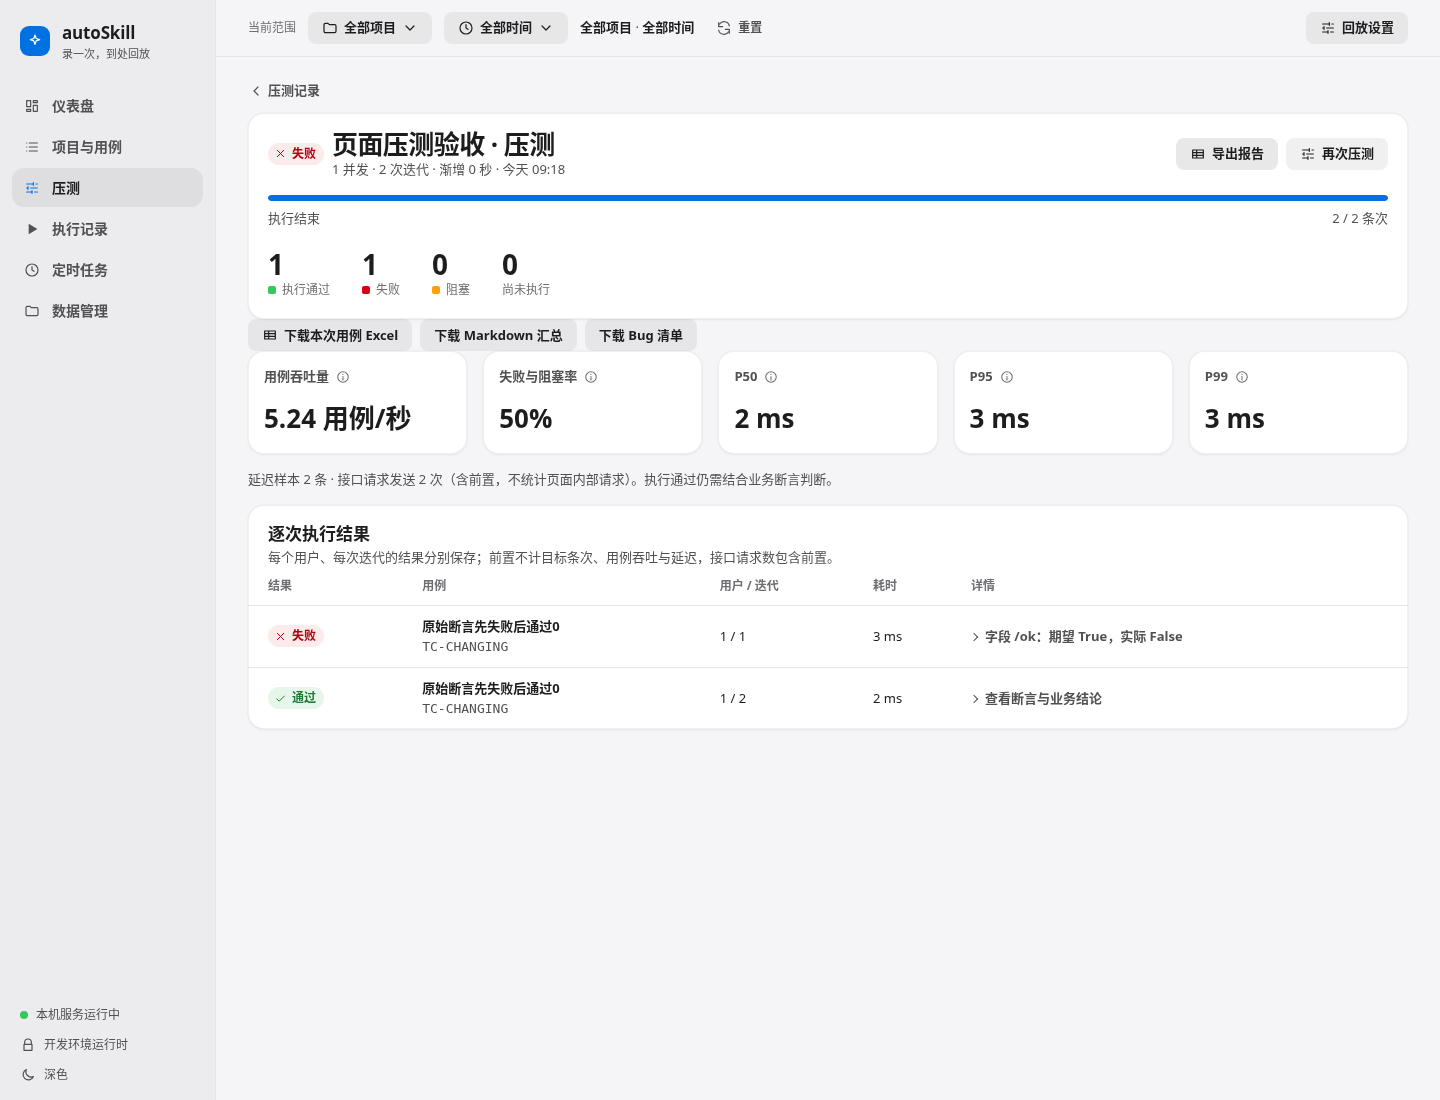 autoSkill
录一次，到处回放
仪表盘
项目与用例
压测
执行记录
定时任务
数据管理
本机服务运行中
开发环境运行时
深色
当前范围
全部项目
全部时间
全部项目 · 全部时间
重置
回放设置
压测记录
失败
页面压测验收 · 压测
1 并发 · 2 次迭代 · 渐增 0 秒 · 今天 09:18
导出报告
再次压测
执行结束
2 / 2 条次
1
执行通过
1
失败
0
阻塞
0
尚未执行
下载本次用例 Excel
下载 Markdown 汇总
下载 Bug 清单
用例吞吐量
5.24 用例/秒
失败与阻塞率
50%
P50
2 ms
P95
3 ms
P99
3 ms
延迟样本 2 条 · 接口请求发送 2 次（含前置，不统计页面内部请求）。执行通过仍需结合业务断言判断。
逐次执行结果
每个用户、每次迭代的结果分别保存；前置不计目标条次、用例吞吐与延迟，接口请求数包含前置。
结果 用例 用户 / 迭代 耗时 详情
失败 原始断言先失败后通过0 1 / 1 3 ms 字段 /ok：期望 True，实际 False
TC-CHANGING
通过 原始断言先失败后通过0 1 / 2 2 ms 查看断言与业务结论
TC-CHANGING